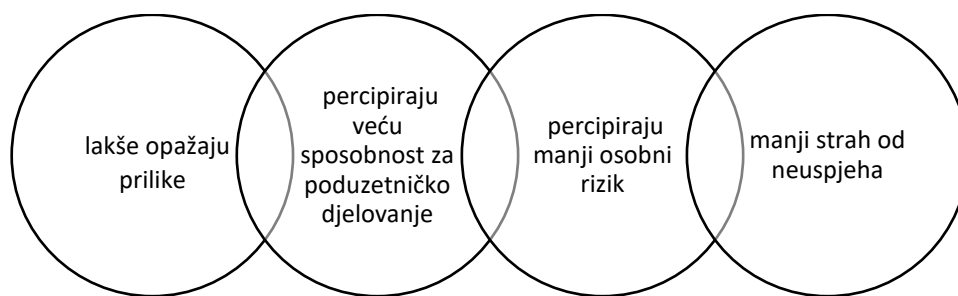 lakše opažaju
prilike
percipiraju
veću
sposobnost za
poduzetničko
djelovanje
percipiraju
manji osobni
rizik
manji strah od
neuspjeha